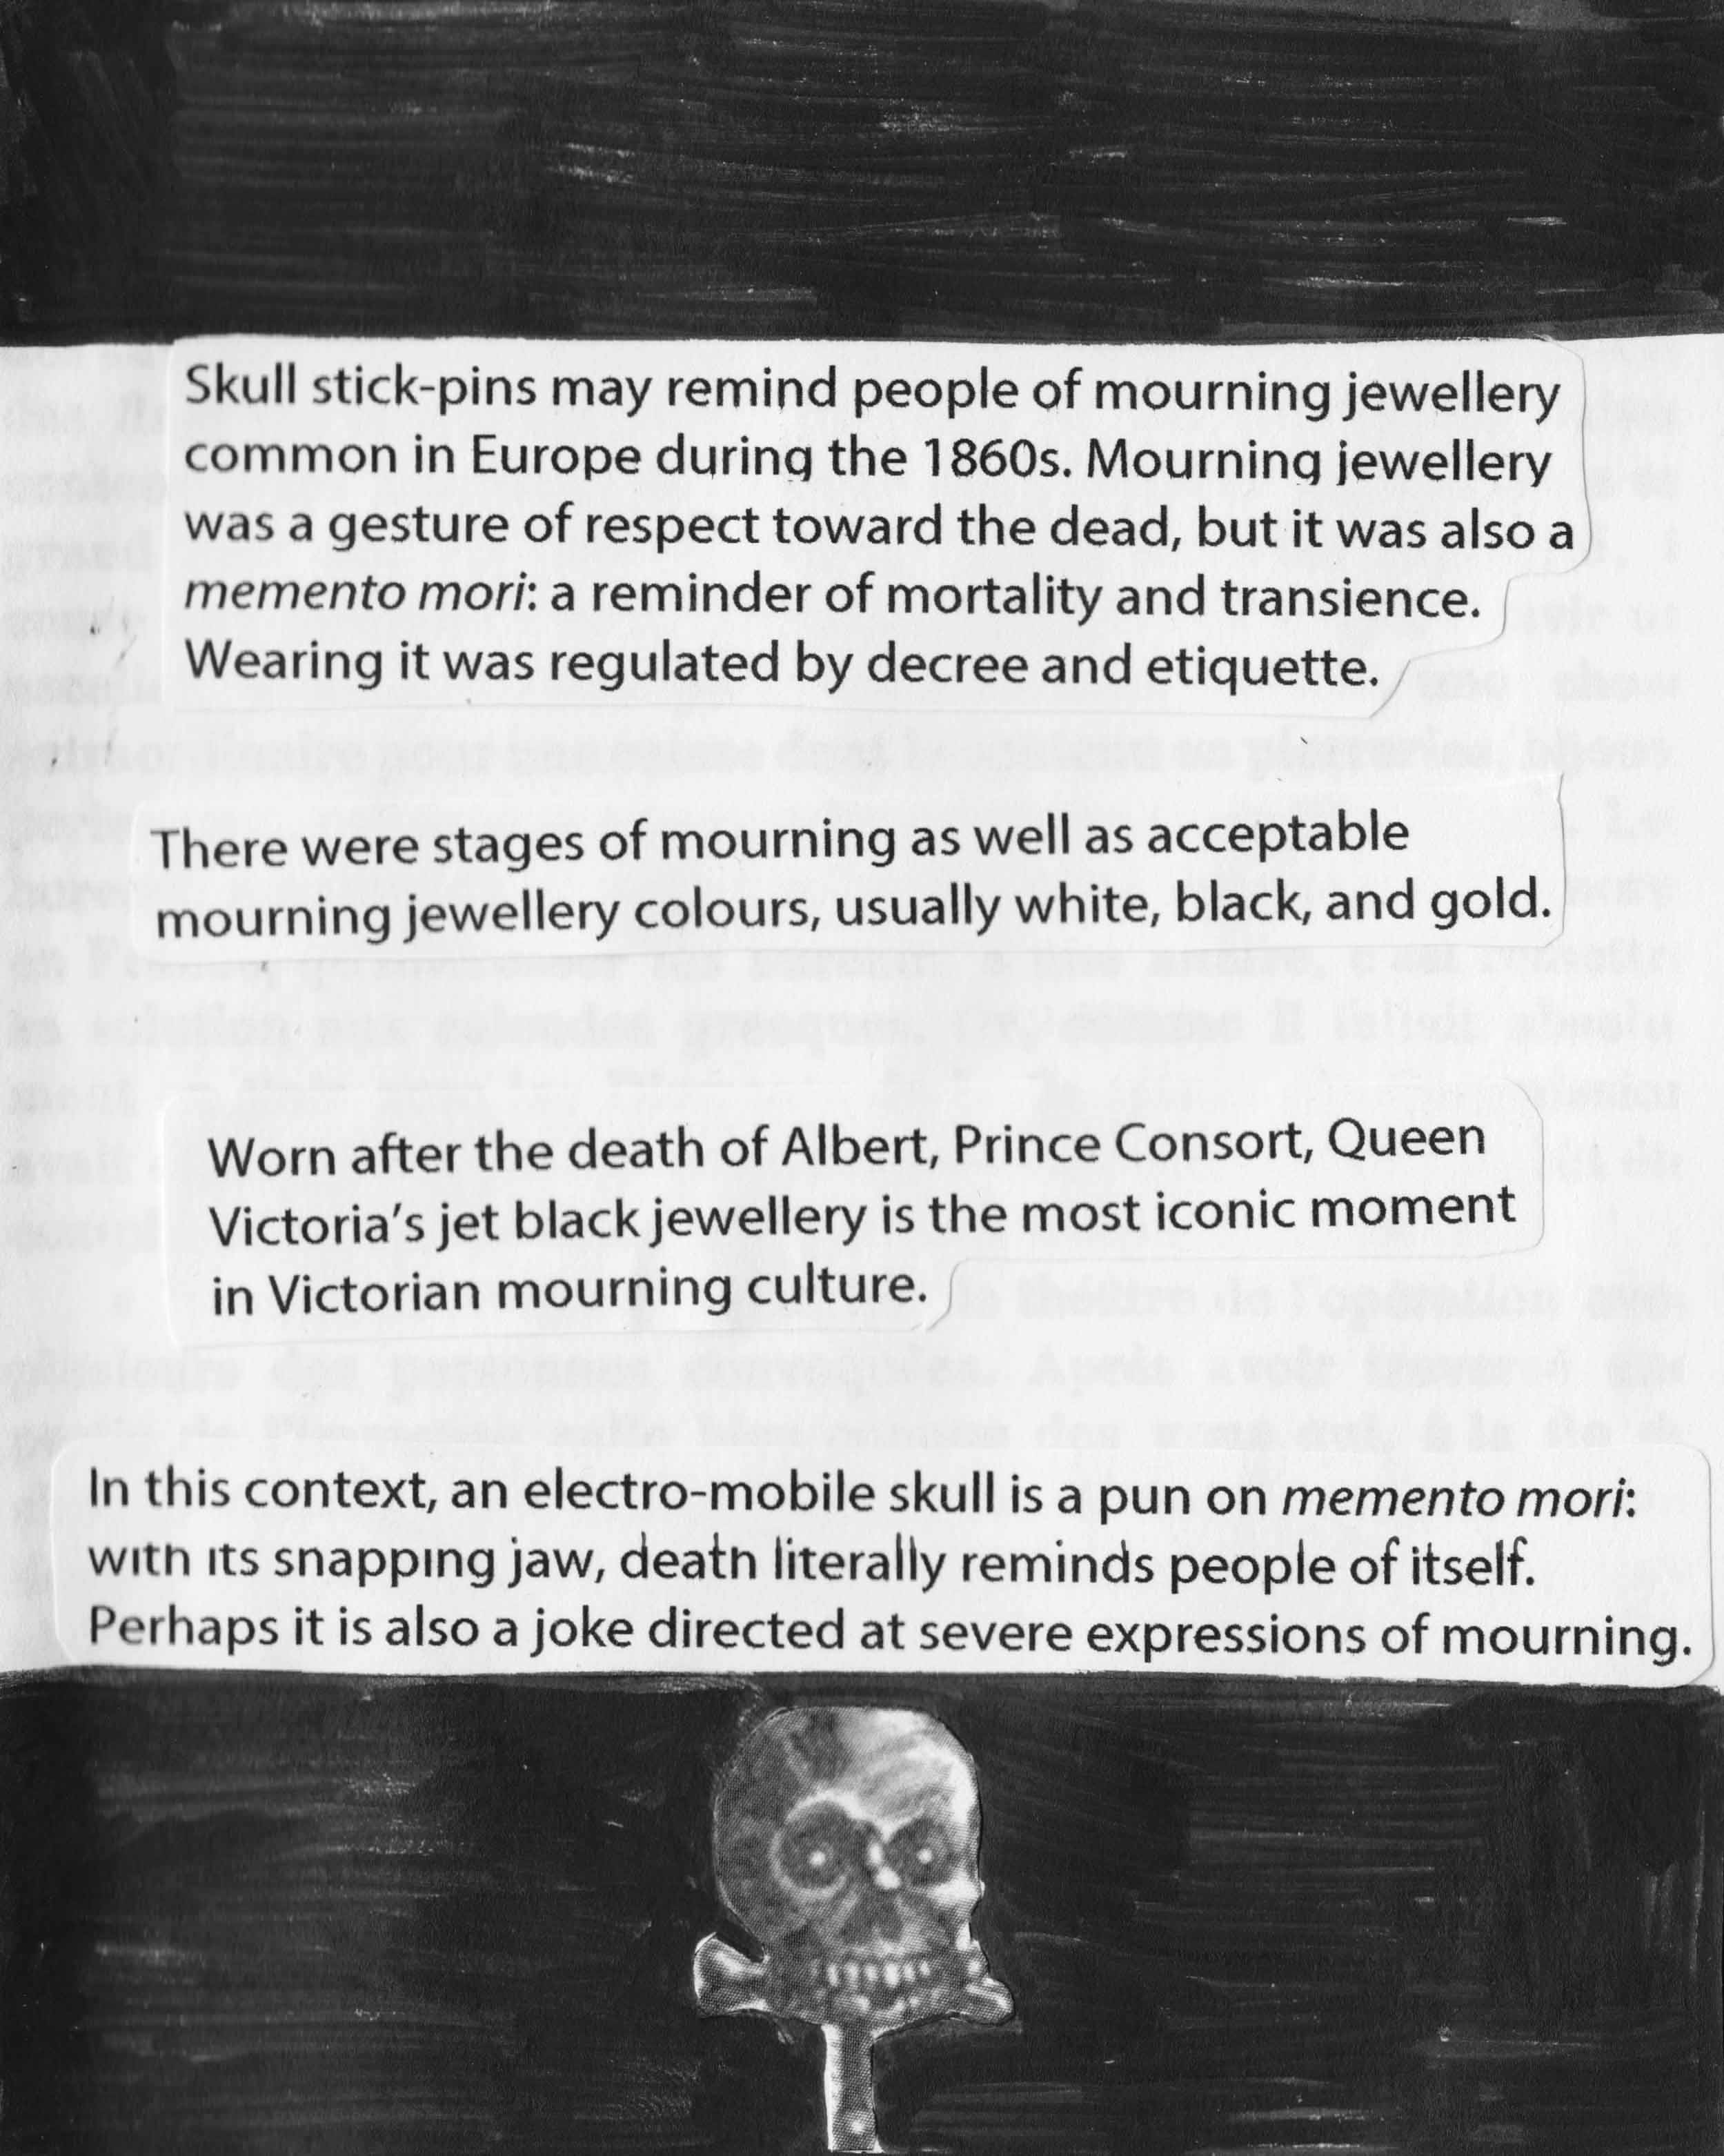 Skull stick-pins may remind people of mourning jewellery
common in Europe during the 1860s. Mourning jewellery
was a gesture of respect toward the dead, but it was also a
memento mori: a reminder of mortality and transience.
Wearing it was regulated by decree and etiquette.
There were stages of mourning as well as acceptable
mourning jewellery colours, usually white, black, and gold.
Worn after the death of Albert, Prince Consort, Queen
Victoria's jet black jewellery is the most iconic moment
in Victorian mourning culture.
In this context, an electro-mobile skull is a pun on memento mori:
with its snapping jaw, death literally reminds people of itself.
Perhaps it is also a joke directed at severe expressions of mourning.